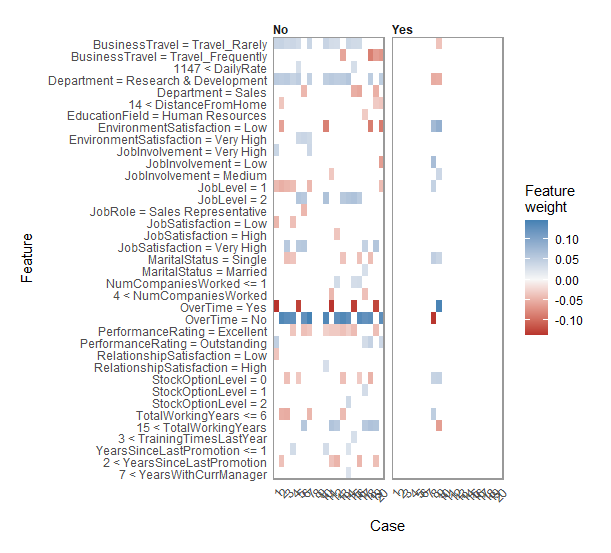 No
Yes
BusinessTravel = Travel_Rarely
BusinessTravel = Travel_Frequently
1147 < DailyRate
Department = Research & Development
Department = Sales
14 < DistanceFromHome
EducationField = Human Resources
EnvironmentSatisfaction = Low
EnvironmentSatisfaction = Very High
JobInvolvement = Very High
JobInvolvement = Low
JobInvolvement = Medium
JobLevel = 1
JobLevel = 2
JobRole = Sales Representative
JobSatisfaction = Low
JobSatisfaction = High
JobSatisfaction = Very High
MaritalStatus = Single
MaritalStatus = Married
NumCompaniesWorked <= 1
4 < NumCompaniesWorked
OverTime = Yes
OverTime = No
PerformanceRating = Excellent
PerformanceRating = Outstanding
RelationshipSatisfaction = Low
RelationshipSatisfaction = High
StockOptionLevel = 0
StockOptionLevel = 1
StockOptionLevel = 2
TotalWorkingYears <= 6
15 < TotalWorkingYears
3 < TrainingTimesLastYear
YearsSinceLastPromotion <= 1
2 < YearsSinceLastPromotion
7 < YearsWithCurrManager
Feature
Case
Feature
weight
0.10
0.05
0.00
-0.05
-0.10